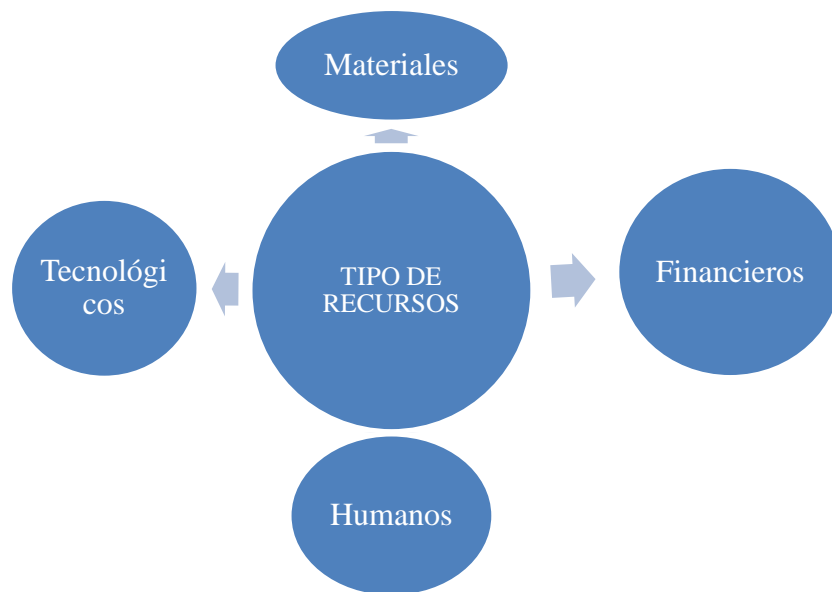 Materiales
Tecnológi
cos
TIPO DE
RECURSOS
Financieros
Humanos